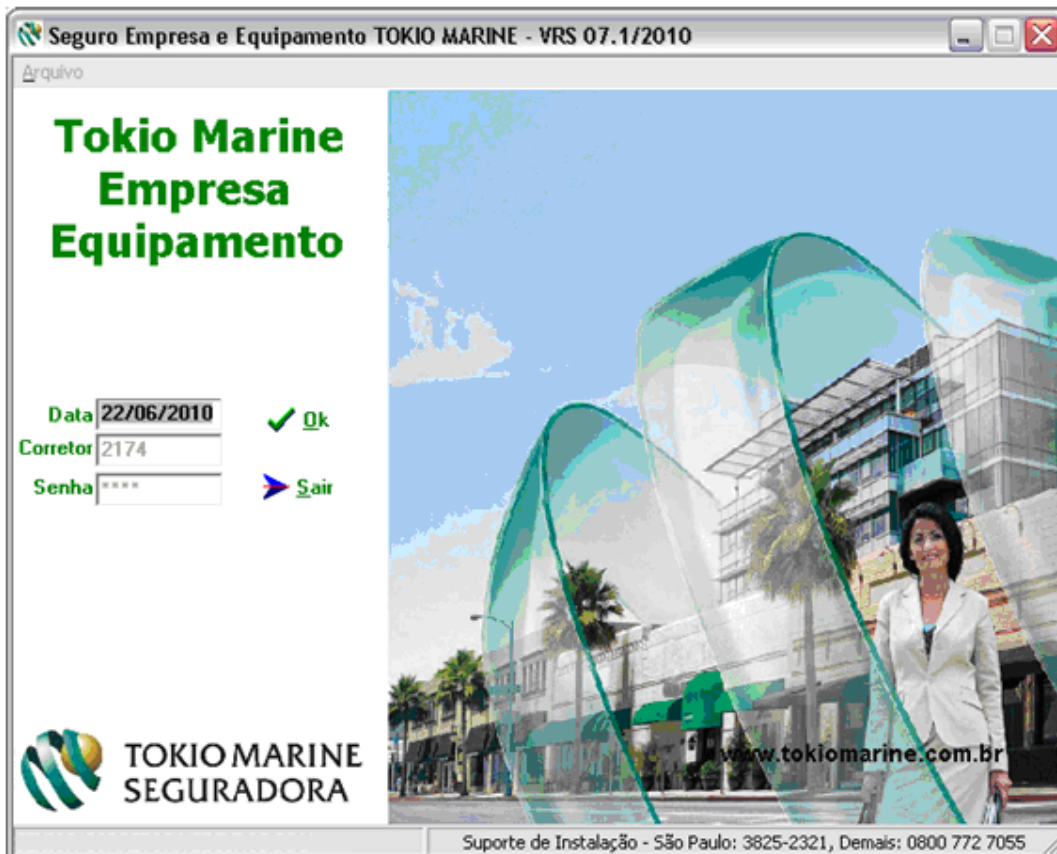 Seguro Empresa e Equipamento TOKIO MARINE - VRS 07.1/2010
Arquivo
Tokio Marine
Empresa
Equipamento
Data 22/06/2010 Ok
Corretor 2174
Senha **** Sair
www.tokiomarine.com.br
TOKIO MARINE
SEGURADORA
Suporte de Instalação - São Paulo: 3825-2321, Demais: 0800 772 7055